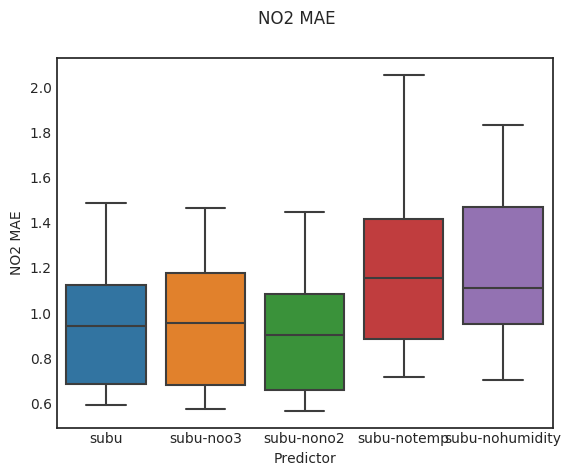 NO2 MAE
NO2 MAE
2.0
1.8
1.6
1.4
1.2
1.0
0.8
0.6
subu subu-noo3 subu-nono2 subu-notemp subu-nohumidity
Predictor